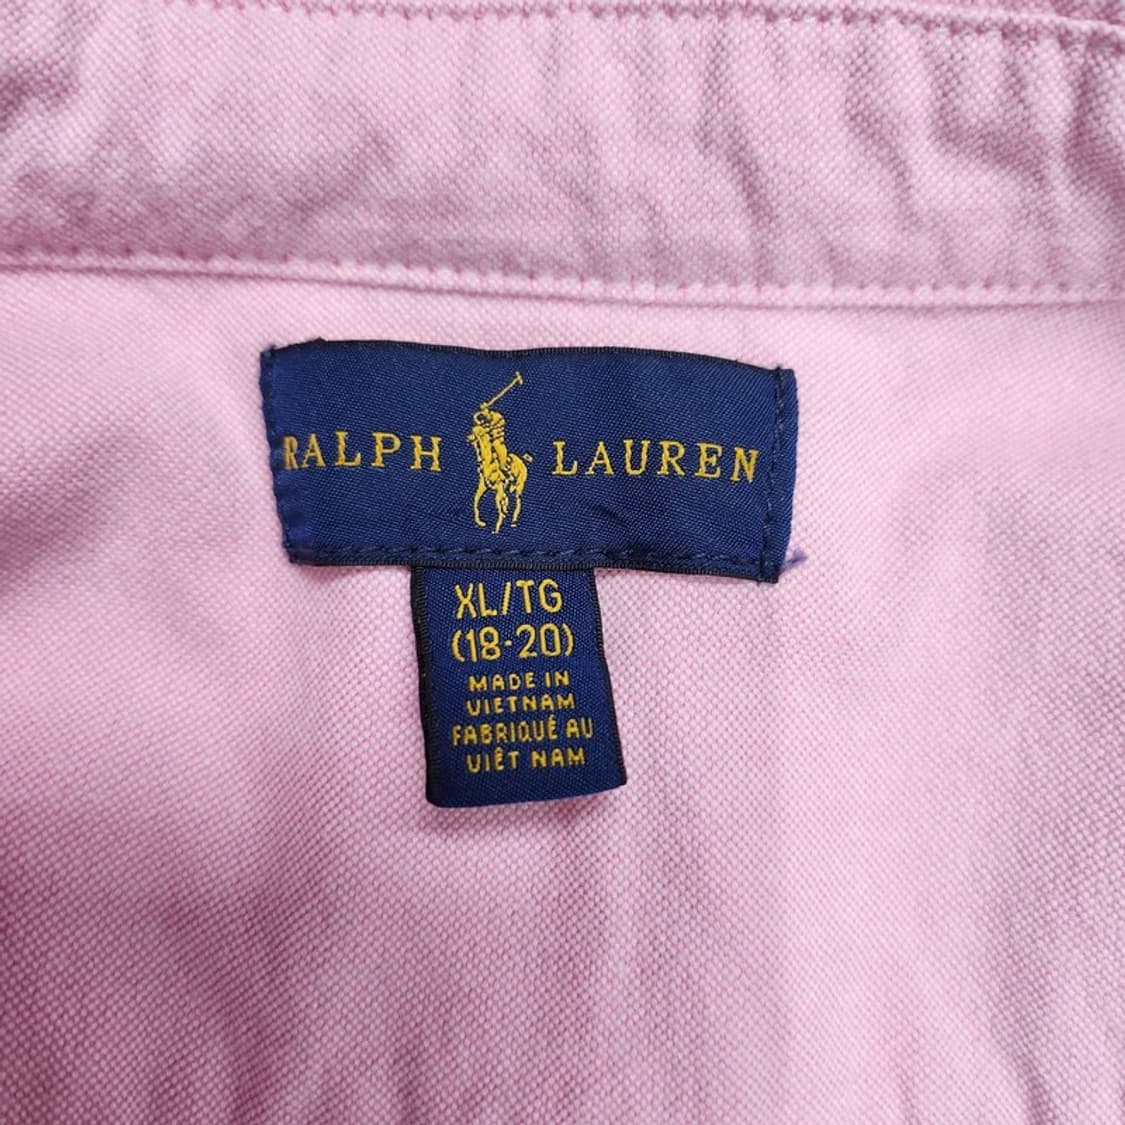 RALPH LAUREN
XL/TG
(18-20)
MADE IN
VIETNAM
FABRIQUÉ AU
VIÊT NAM